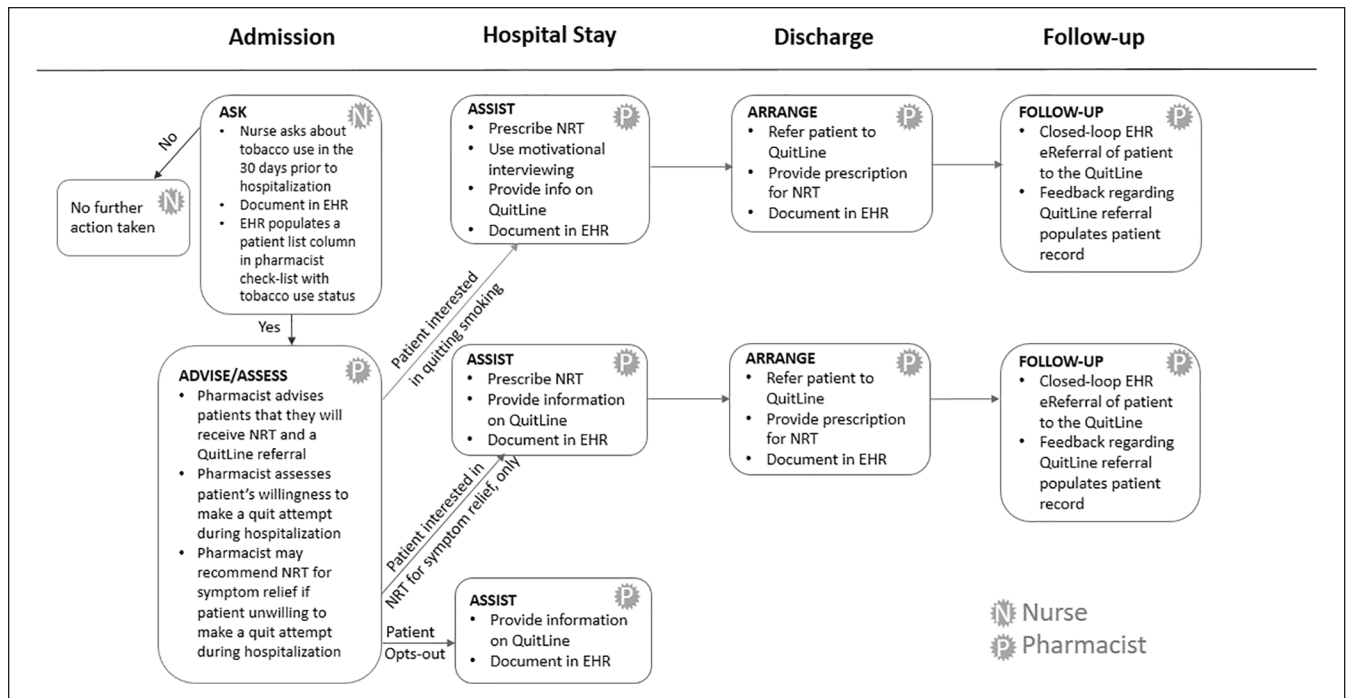 Admission
Hospital Stay
Discharge
Follow-up
ASK
N
• Nurse asks about
tobacco use in the
30 days prior to
hospitalization
• Document in EHR
• EHR populates a
patient list column
in pharmacist
check-list with
tobacco use status
No
No further
action taken
N
Yes
ADVISE/ASSESS
P
• Pharmacist advises
patients that they will
receive NRT and a
QuitLine referral
• Pharmacist assesses
patient's willingness to
make a quit attempt
during hospitalization
• Pharmacist may
recommend NRT for
symptom relief if
patient unwilling to
make a quit attempt
during hospitalization
Patient interested
in quitting smoking
ASSIST
P
• Prescribe NRT
• Use motivational
interviewing
• Provide info on
QuitLine
• Document in EHR
ARRANGE
P
• Refer patient to
QuitLine
• Provide prescription
for NRT
• Document in EHR
FOLLOW-UP
P
• Closed-loop EHR
eReferral of patient
to the QuitLine
• Feedback regarding
QuitLine referral
populates patient
record
Patient interested in
NRT for symptom relief, only
ASSIST
P
• Prescribe NRT
• Provide information
on QuitLine
• Document in EHR
ARRANGE
P
• Refer patient to
QuitLine
• Provide prescription
for NRT
• Document in EHR
FOLLOW-UP
P
• Closed-loop EHR
eReferral of patient
to the QuitLine
• Feedback regarding
QuitLine referral
populates patient
record
Patient
Opts-out
ASSIST
P
• Provide information
on QuitLine
• Document in EHR
N Nurse
P Pharmacist